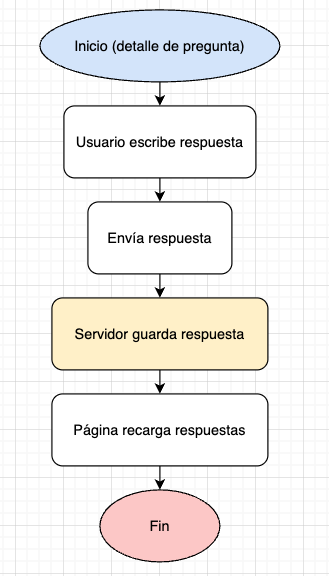 Inicio (detalle de pregunta)
Usuario escribe respuesta
Envía respuesta
Servidor guarda respuesta
Página recarga respuestas
Fin